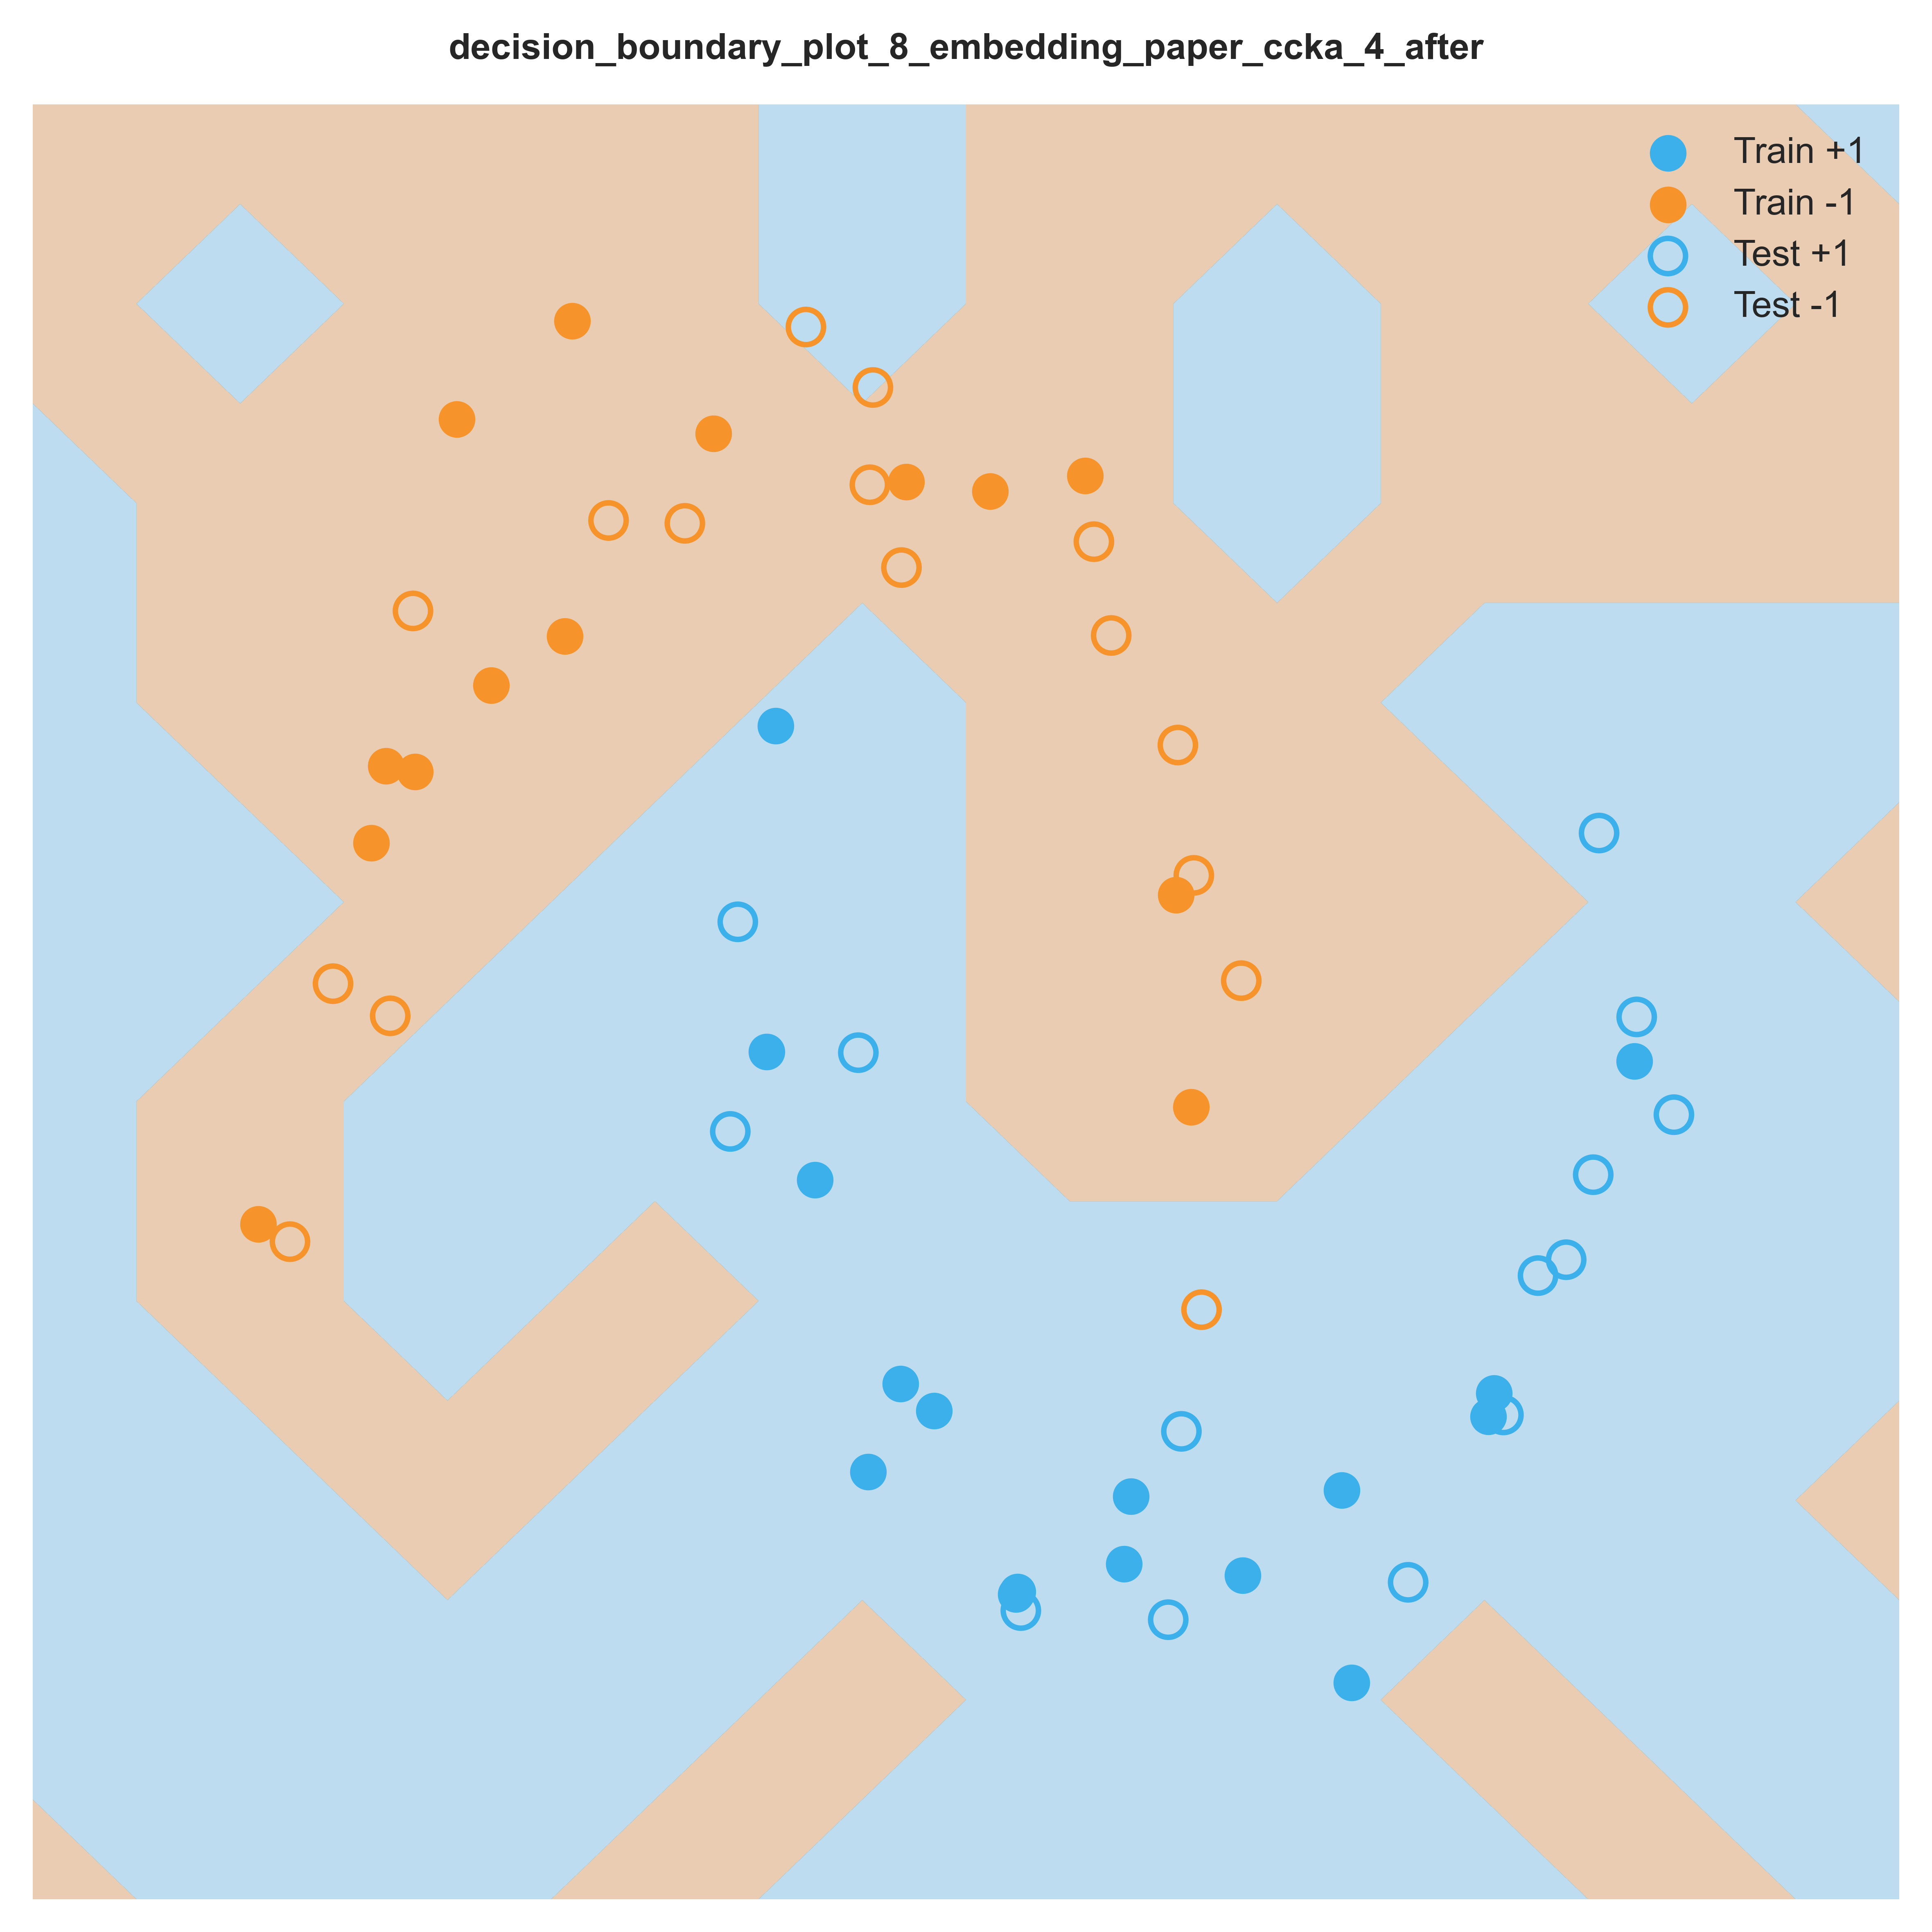 decision_boundary_plot_8_embedding_paper_ccka_4_after
Train +1
Train -1
Test +1
Test -1